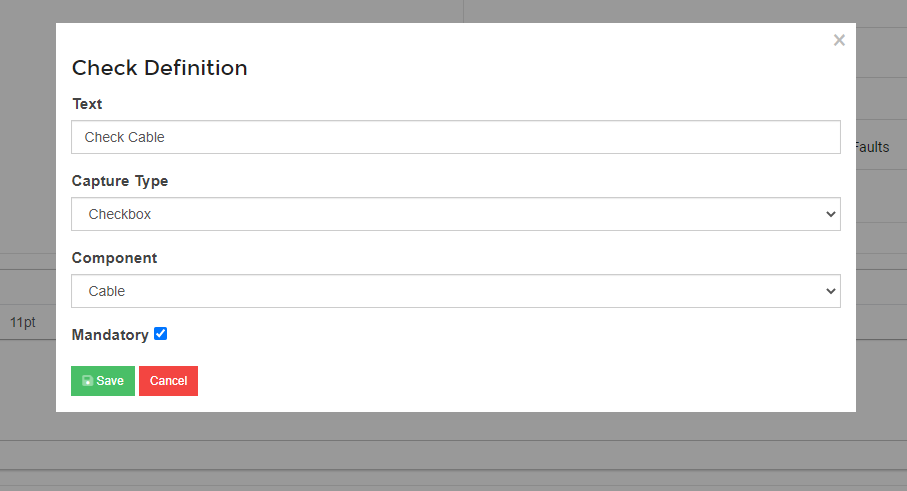 ×
Check Definition
Text
Check Cable
Capture Type
Checkbox
Faults
Component
Cable
11pt
Mandatory
Save
Cancel